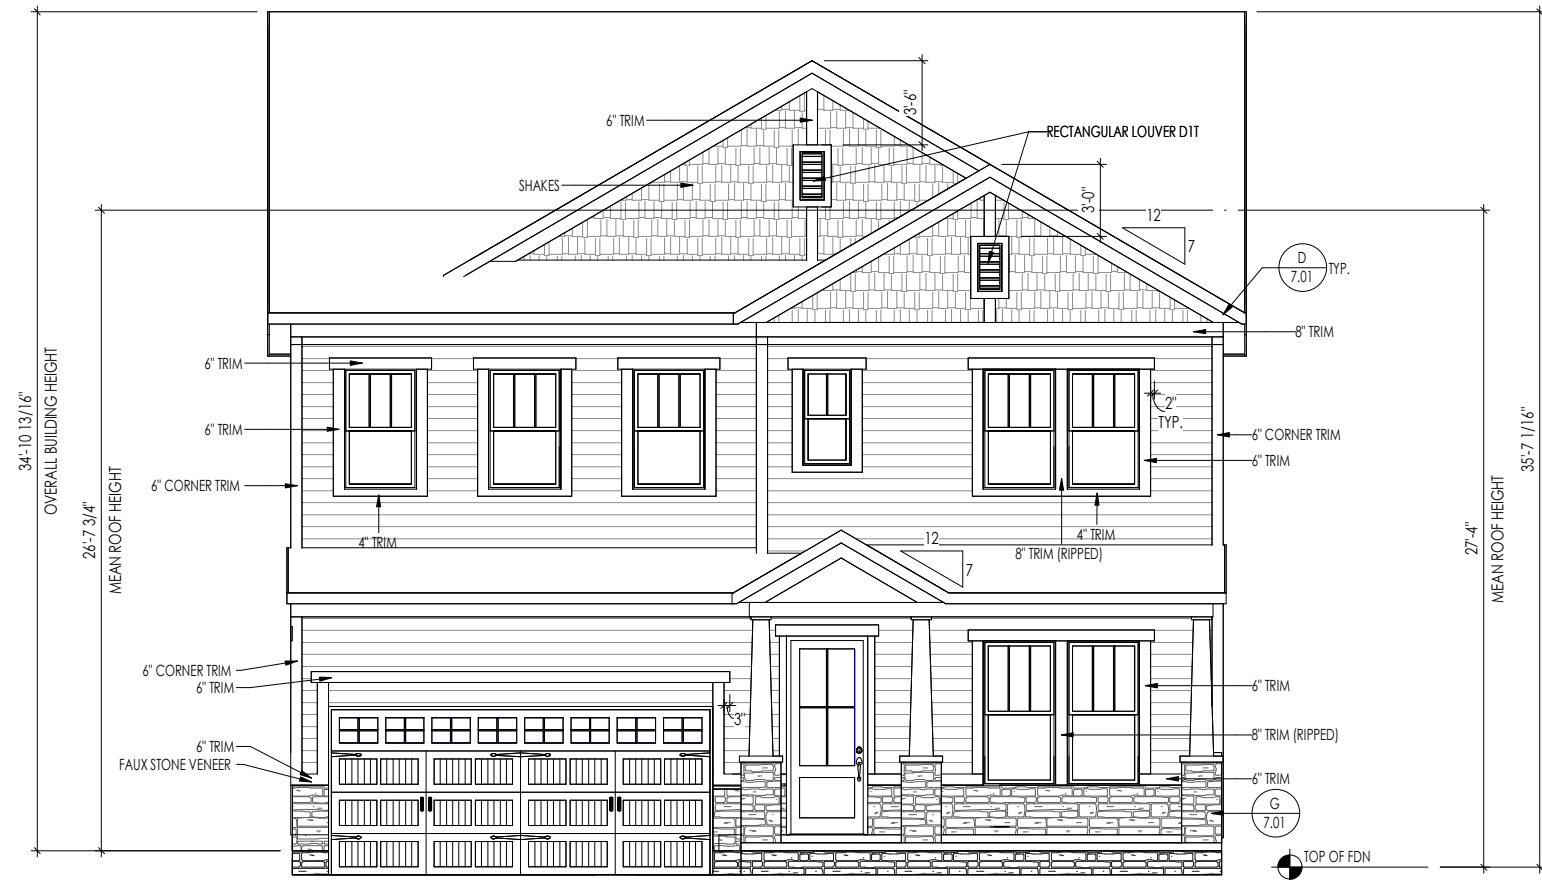 3'-6"
6" TRIM
RECTANGULAR LOUVER D1T
SHAKES
3'-0"
12
7
D
7.01
TYP.
8" TRIM
6" TRIM
34'-10 13/16"
OVERALL BUILDING HEIGHT
2"
TYP.
6" TRIM
6" CORNER TRIM
35'-7 1/16"
6" TRIM
6" CORNER TRIM
26'-7 3/4"
MEAN ROOF HEIGHT
27'-4"
MEAN ROOF HEIGHT
4" TRIM
4" TRIM
8" TRIM (RIPPED)
12
7
6" CORNER TRIM
6" TRIM
6" TRIM
3"
8" TRIM (RIPPED)
6" TRIM
FAUX STONE VENEER
6" TRIM
G
7.01
TOP OF FDN